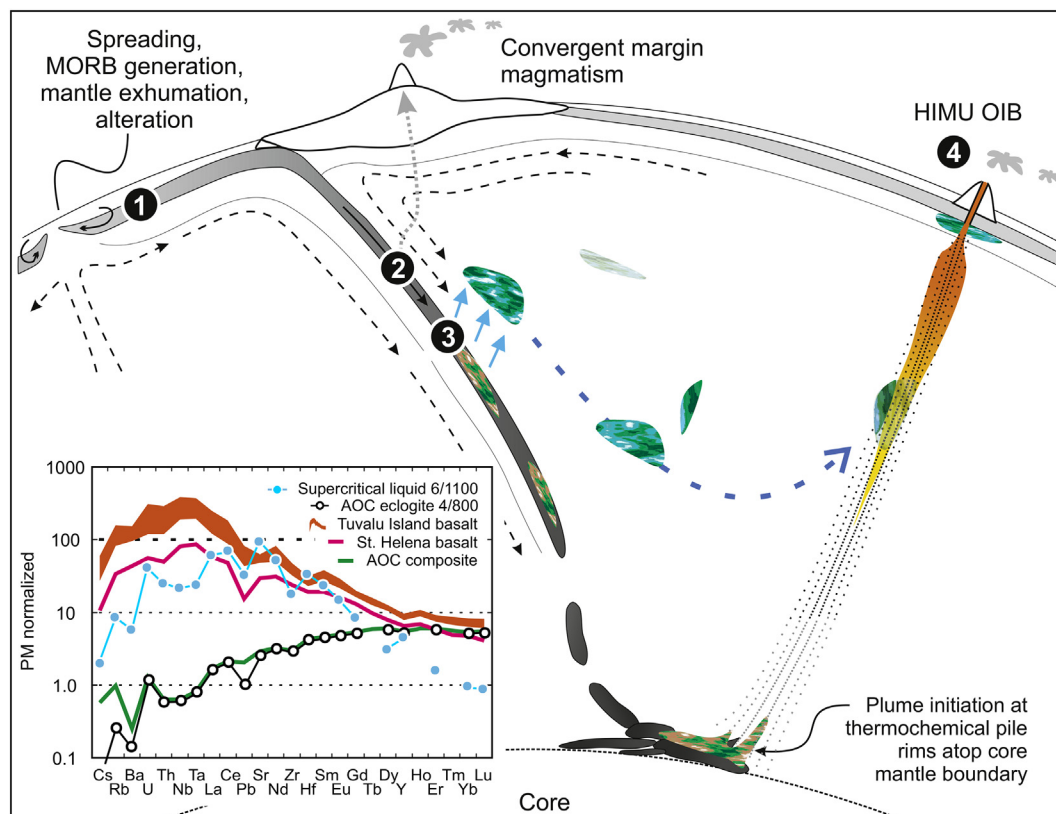 Spreading,
MORB generation,
mantle exhumation,
alteration
Convergent margin
magmatism
HIMU OIB
4
1
2
3
1000
100
10
1.0
0.1
PM normalized
Supercritical liquid 6/1100
AOC eclogite 4/800
Tuvalu Island basalt
St. Helena basalt
AOC composite
Cs Ba Th Ta Ce Sr Zr Sm Gd Dy Ho Tm Lu
Rb U Nb La Pb Nd Hf Eu Tb Y Er Yb
Plume initiation at
thermochemical pile
rims atop core
mantle boundary
Core